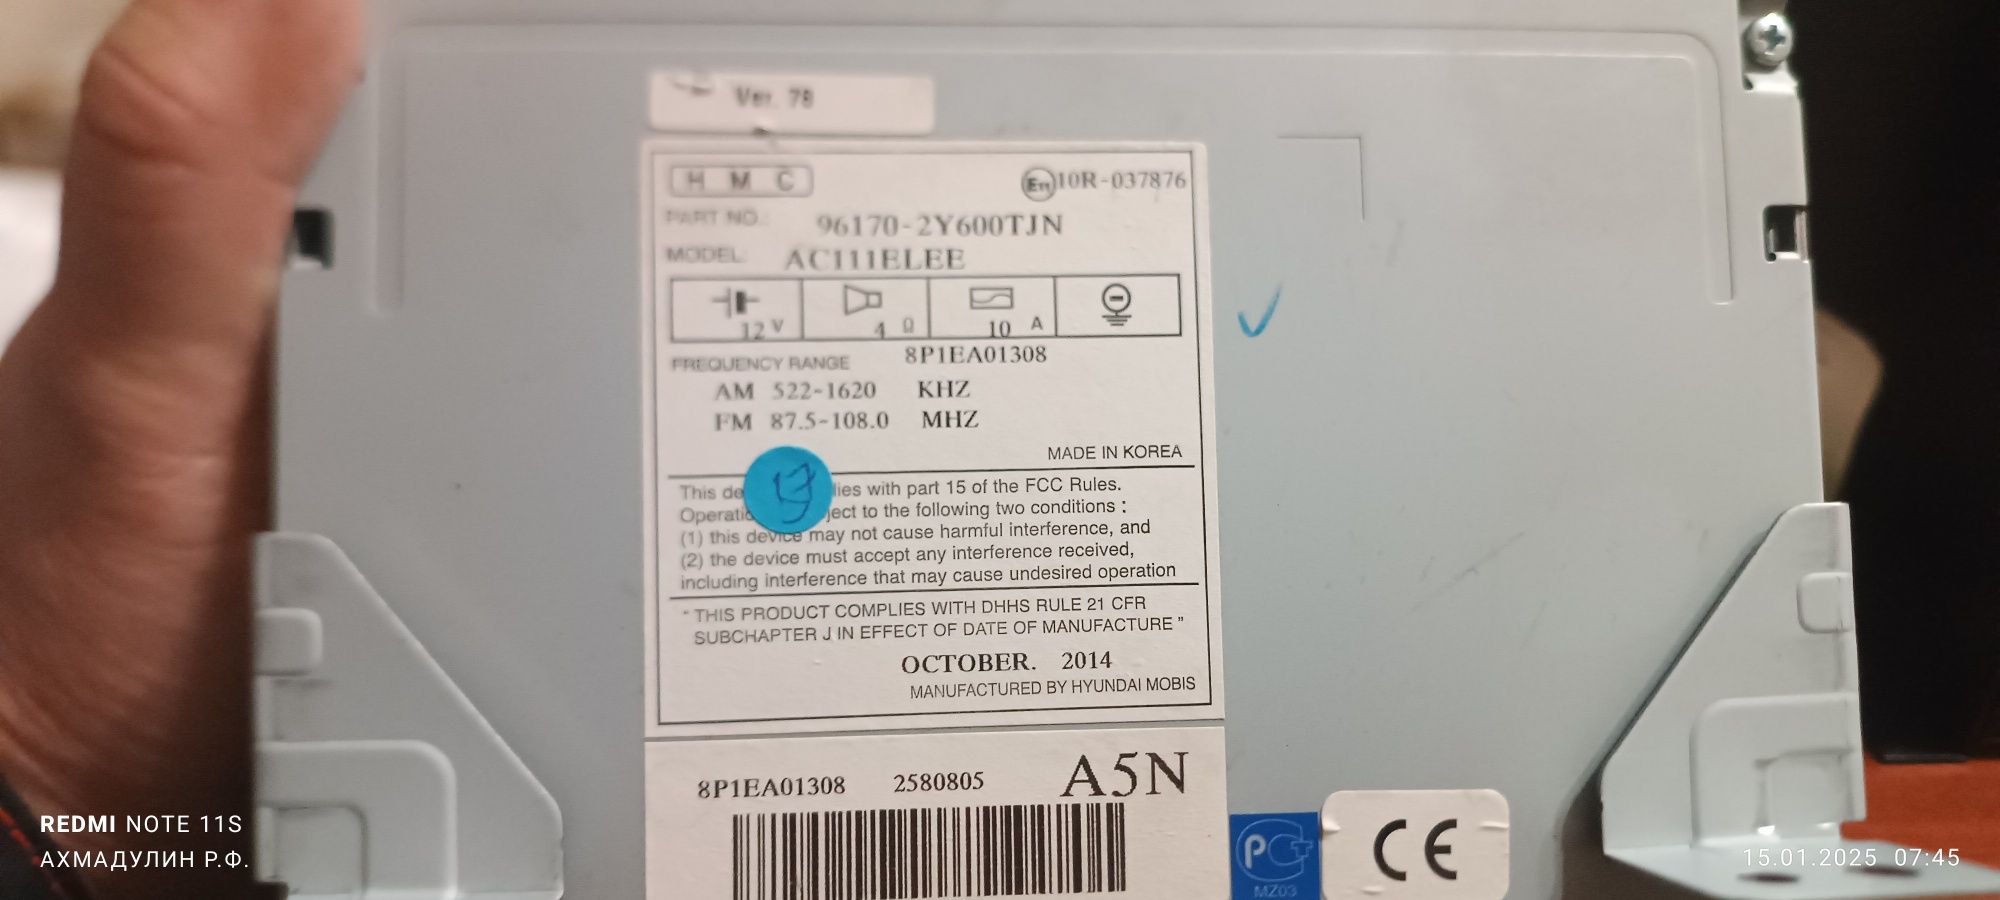 Ver. 78
H M C
E11 10R-037876
PART NO.: 96170-2Y600TJN
MODEL: AC111ELEE
12 V 4 Ω 10 A
FREQUENCY RANGE 8P1EA01308
AM 522~1620 KHZ
FM 87.5~108.0 MHZ
MADE IN KOREA
This de lies with part 15 of the FCC Rules.
Operatio ject to the following two conditions :
(1) this device may not cause harmful interference, and
(2) the device must accept any interference received,
including interference that may cause undesired operation
" THIS PRODUCT COMPLIES WITH DHHS RULE 21 CFR
SUBCHAPTER J IN EFFECT OF DATE OF MANUFACTURE "
OCTOBER. 2014
MANUFACTURED BY HYUNDAI MOBIS
8P1EA01308 2580805 A5N
MZ03
CE
REDMI NOTE 11S
АХМАДУЛИН Р.Ф.
15.01.2025 07:45